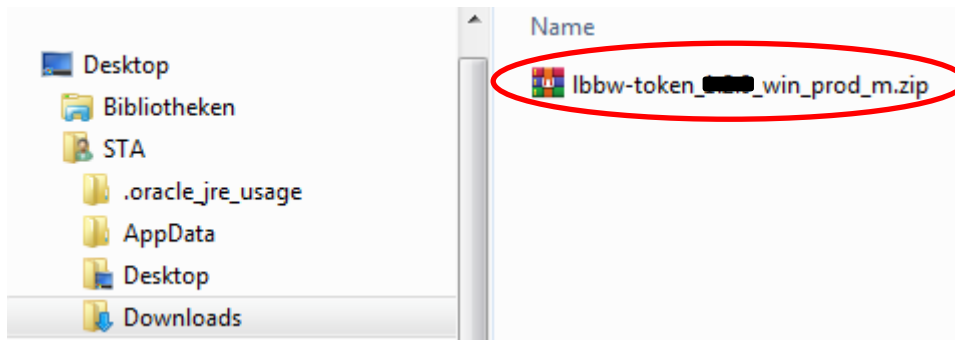 Desktop
Bibliotheken
STA
.oracle_jre_usage
AppData
Desktop
Downloads
Name
lbbw-token_ _win_prod_m.zip